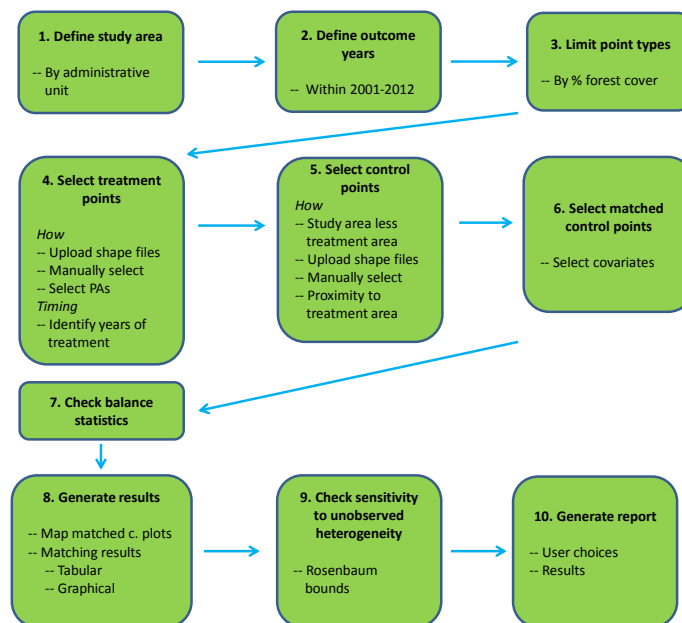 1. Define study area
-- By administrative
unit
2. Define outcome
years
-- Within 2001-2012
3. Limit point types
-- By % forest cover
4. Select treatment
points
How
-- Upload shape files
-- Manually select
-- Select PAs
Timing
-- Identify years of
treatment
5. Select control
points
How
-- Study area less
treatment area
-- Upload shape files
-- Manually select
-- Proximity to
treatment area
6. Select matched
control points
-- Select covariates
7. Check balance
statistics
8. Generate results
-- Map matched c. plots
-- Matching results
-- Tabular
-- Graphical
9. Check sensitivity
to unobserved
heterogeneity
-- Rosenbaum
bounds
10. Generate report
-- User choices
-- Results